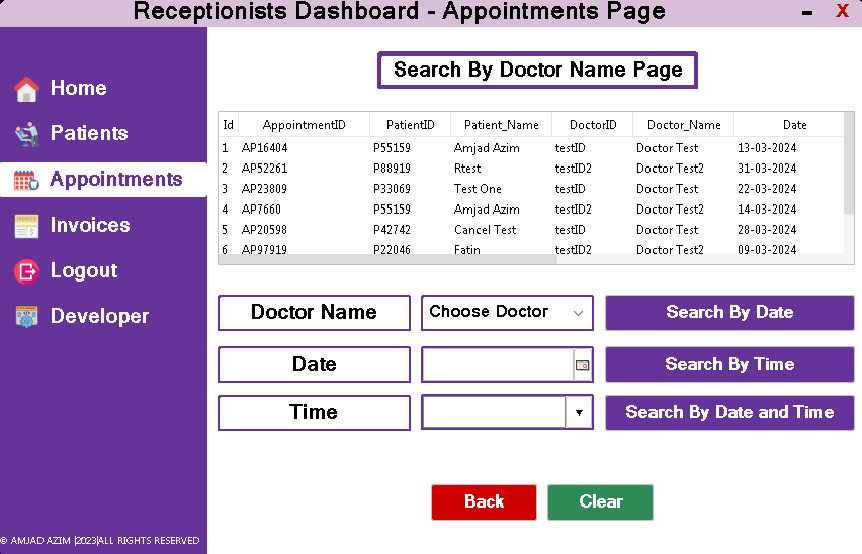 Receptionists Dashboard - Appointments Page
X
Home
Patients
Appointments
Invoices
Logout
Developer
© AMJAD AZIM |2023|ALL RIGHTS RESERVED
Search By Doctor Name Page
Id AppointmentID PatientID Patient_Name DoctorID Doctor_Name Date
1 AP16404 P55159 Amjad Azim testID Doctor Test 13-03-2024
2 AP52261 P88919 Rtest testID2 Doctor Test2 31-03-2024
3 AP23809 P33069 Test One testID Doctor Test 22-03-2024
4 AP7660 P55159 Amjad Azim testID2 Doctor Test2 14-03-2024
5 AP20598 P42742 Cancel Test testID Doctor Test 28-03-2024
6 AP97919 P22046 Fatin testID2 Doctor Test2 09-03-2024
Doctor Name Choose Doctor Search By Date
Date Search By Time
Time Search By Date and Time
Back Clear